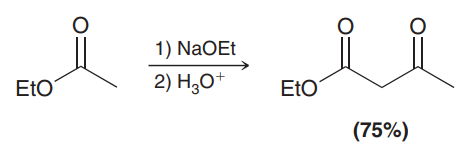 O
EtO
1) NaOEt
2) H₃O⁺
O
O
EtO
(75%)